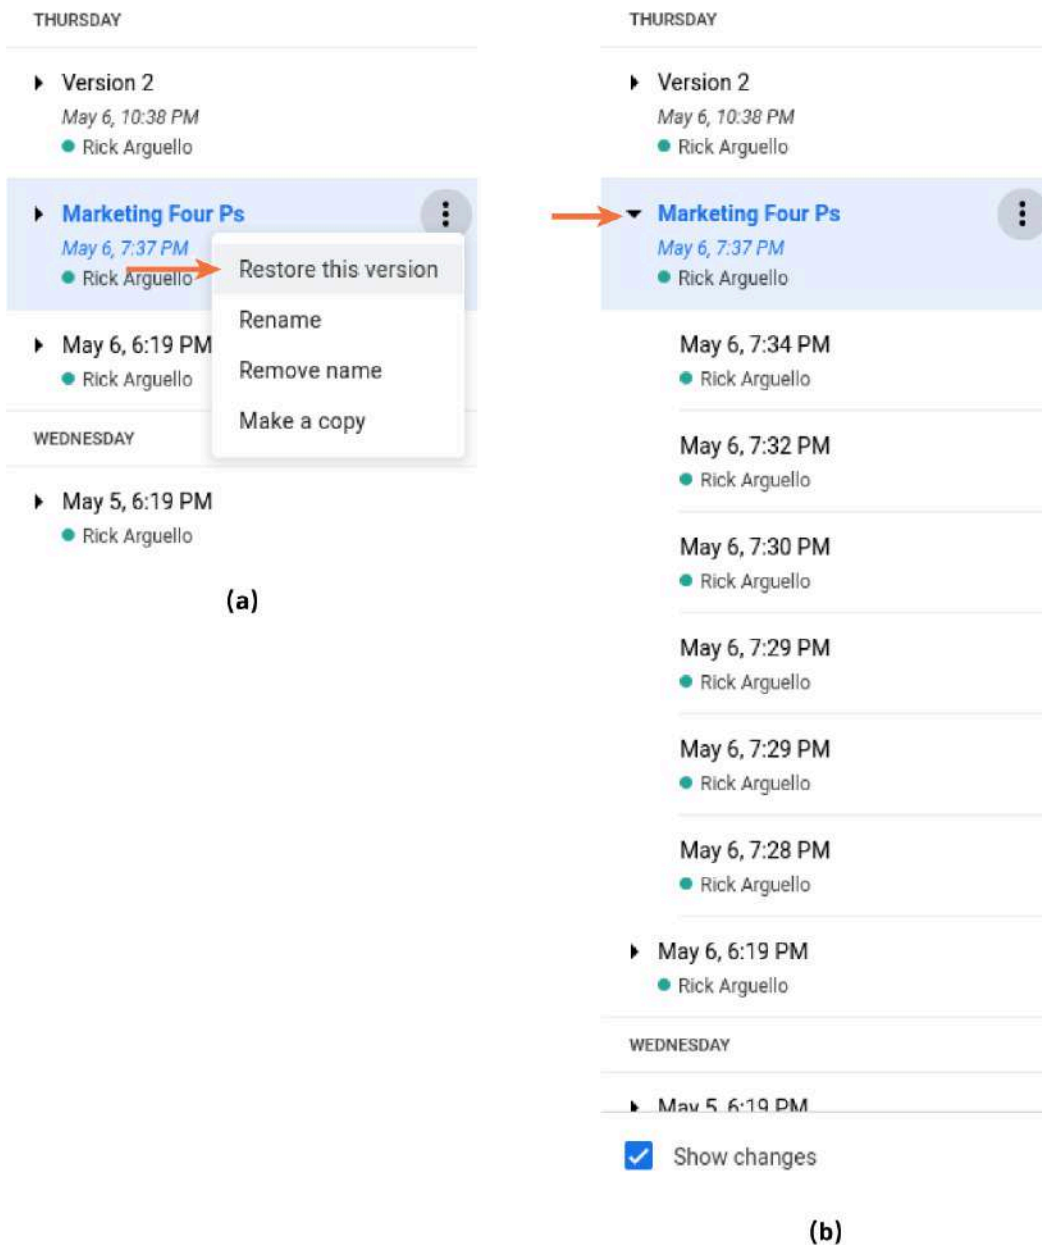 THURSDAY
Version 2
May 6, 10:38 PM
Rick Arguello
Marketing Four Ps
May 6, 7:37 PM
Rick Arguello
Restore this version
Rename
Remove name
Make a copy
May 6, 6:19 PM
Rick Arguello
WEDNESDAY
May 5, 6:19 PM
Rick Arguello
(a)
THURSDAY
Version 2
May 6, 10:38 PM
Rick Arguello
Marketing Four Ps
May 6, 7:37 PM
Rick Arguello
May 6, 7:34 PM
Rick Arguello
May 6, 7:32 PM
Rick Arguello
May 6, 7:30 PM
Rick Arguello
May 6, 7:29 PM
Rick Arguello
May 6, 7:29 PM
Rick Arguello
May 6, 7:28 PM
Rick Arguello
May 6, 6:19 PM
Rick Arguello
WEDNESDAY
May 5, 6:19 PM
Show changes
(b)